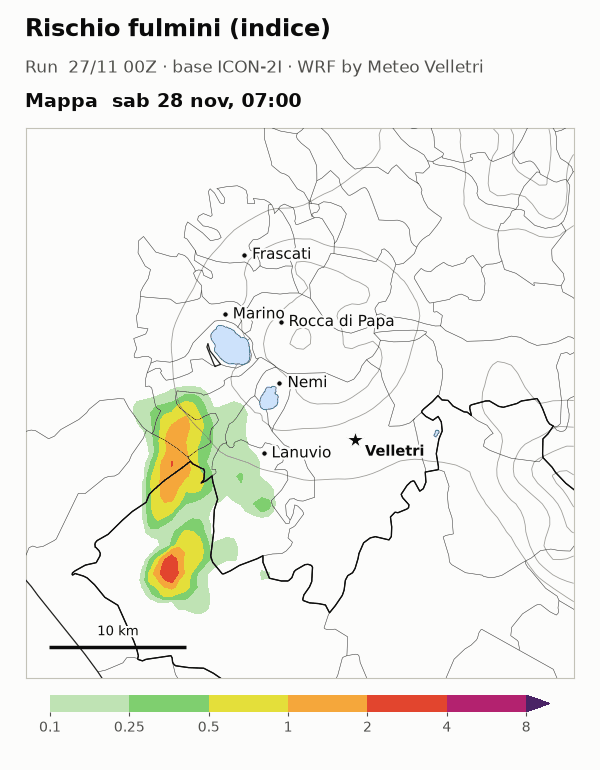 Rischio fulmini (indice)
Run 27/11 00Z · base ICON-2I · WRF by Meteo Velletri
Mappa sab 28 nov, 07:00
Frascati
Marino
Rocca di Papa
Nemi
Velletri
Lanuvio
10 km
0.1 0.25 0.5 1 2 4 8